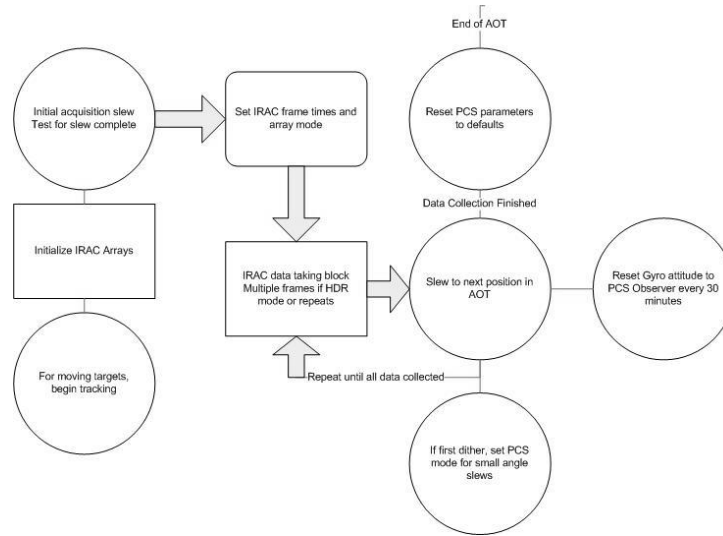 End of AOT
Initial acquisition slew
Test for slew complete
Set IRAC frame times and
array mode
Reset PCS parameters
to defaults
Data Collection Finished
Initialize IRAC Arrays
IRAC data taking block
Multiple frames if HDR
mode or repeats
Slew to next position in
AOT
Reset Gyro attitude to
PCS Observer every 30
minutes
For moving targets,
begin tracking
Repeat until all data collected
If first dither, set PCS
mode for small angle
slews